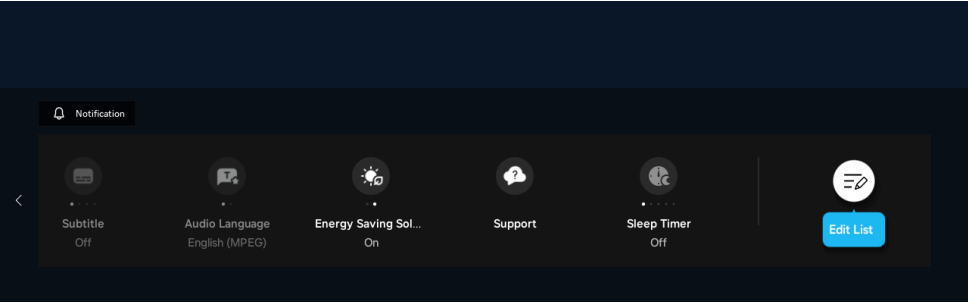 Notification
Subtitle
Off
Audio Language
English (MPEG)
Energy Saving Sol...
On
Support
Sleep Timer
Off
Edit List